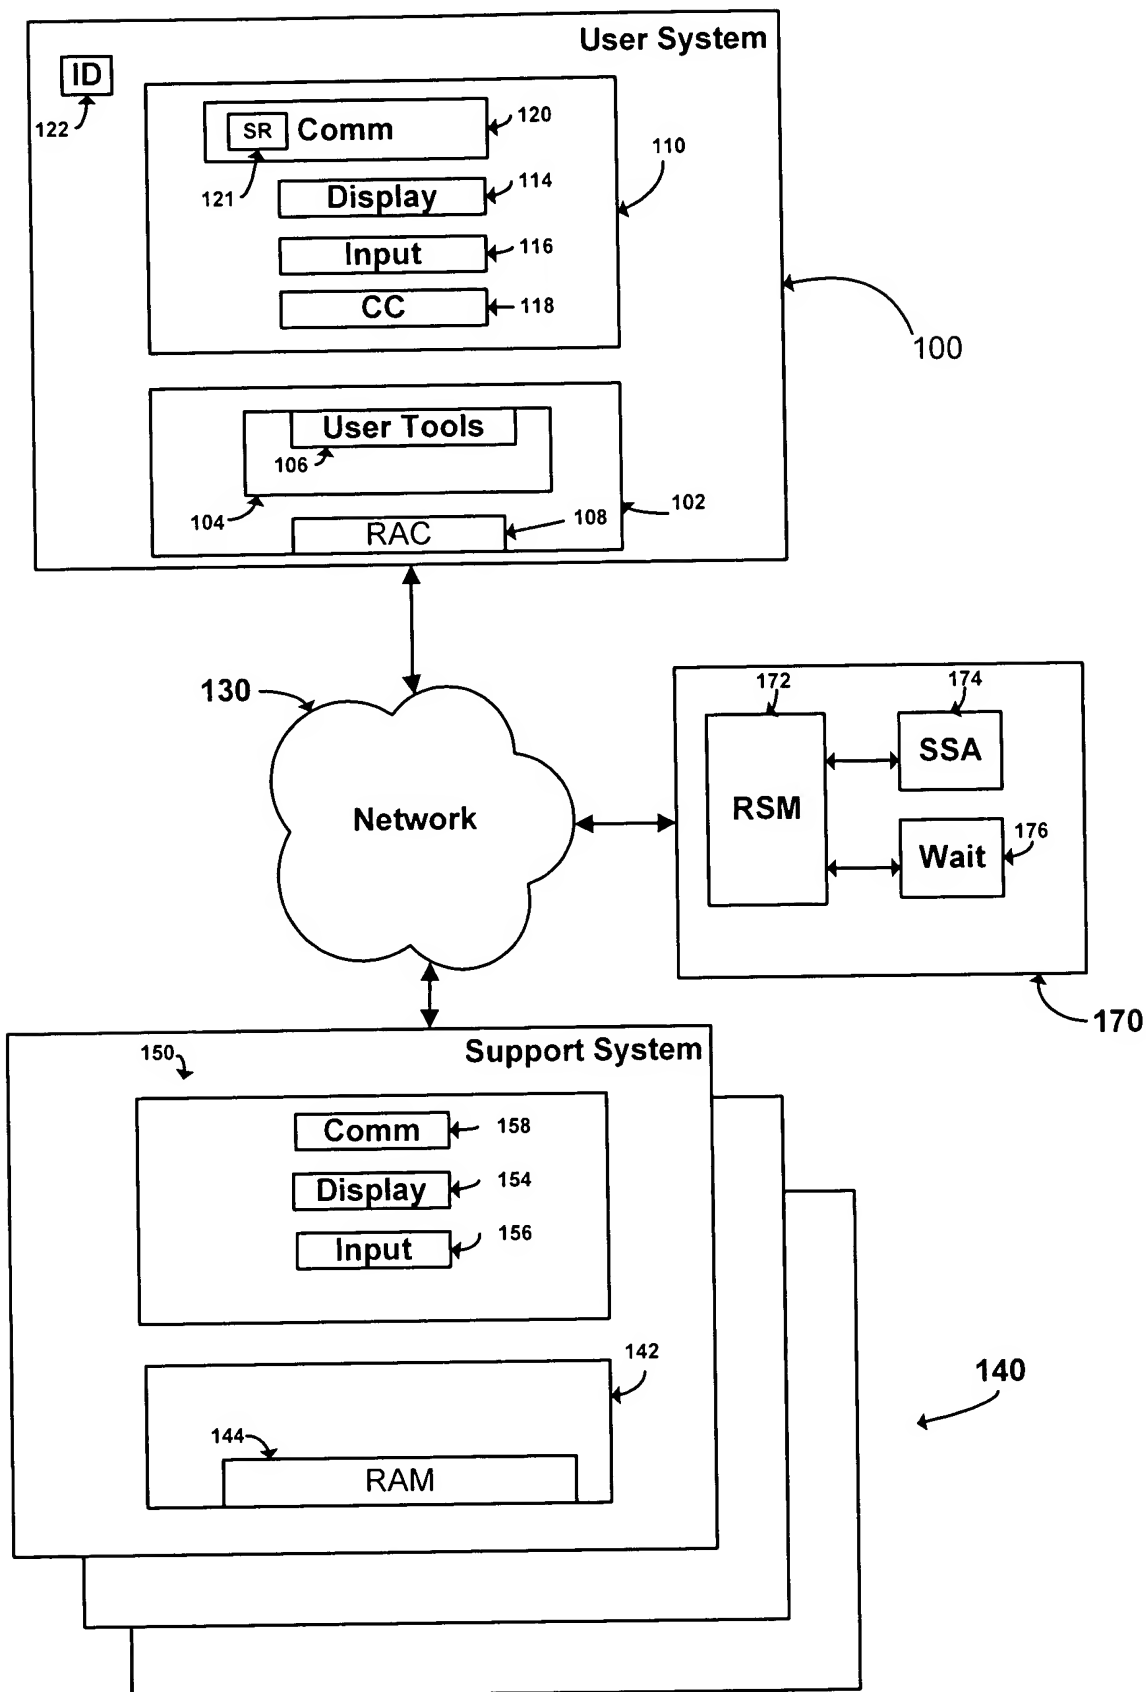 User System
ID
122
SR
Comm
120
121
110
Display
114
Input
116
CC
118
100
User Tools
106
104
102
RAC
108
130
Network
172
174
RSM
SSA
Wait
176
170
Support System
150
Comm
158
Display
154
Input
156
142
144
RAM
140